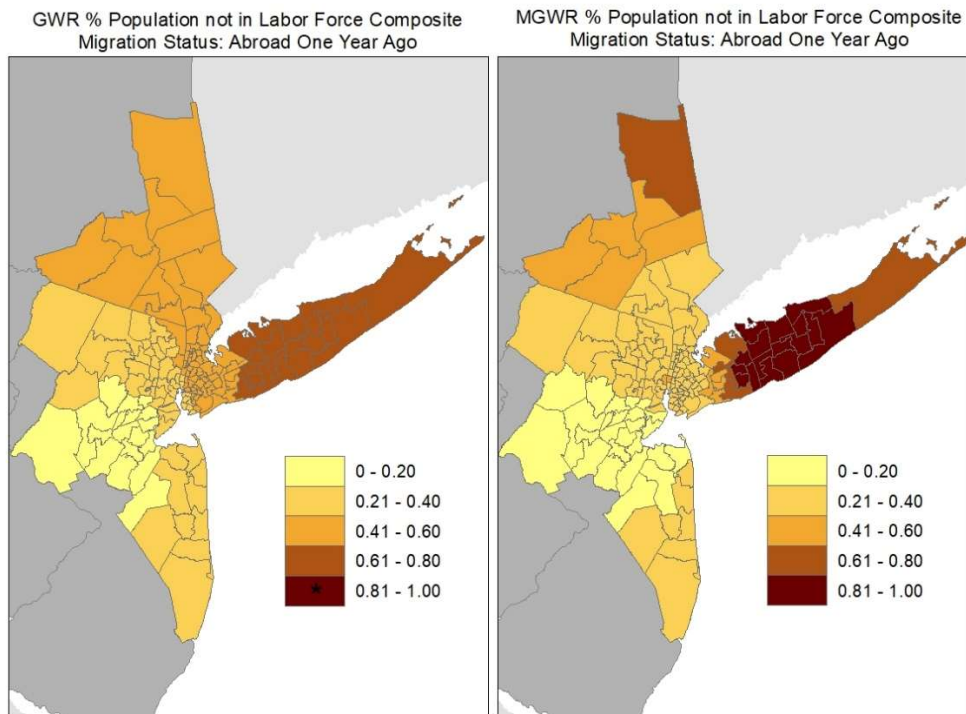 GWR % Population not in Labor Force Composite
Migration Status: Abroad One Year Ago
0 - 0.20
0.21 - 0.40
0.41 - 0.60
0.61 - 0.80
0.81 - 1.00
MGWR % Population not in Labor Force Composite
Migration Status: Abroad One Year Ago
0 - 0.20
0.21 - 0.40
0.41 - 0.60
0.61 - 0.80
0.81 - 1.00